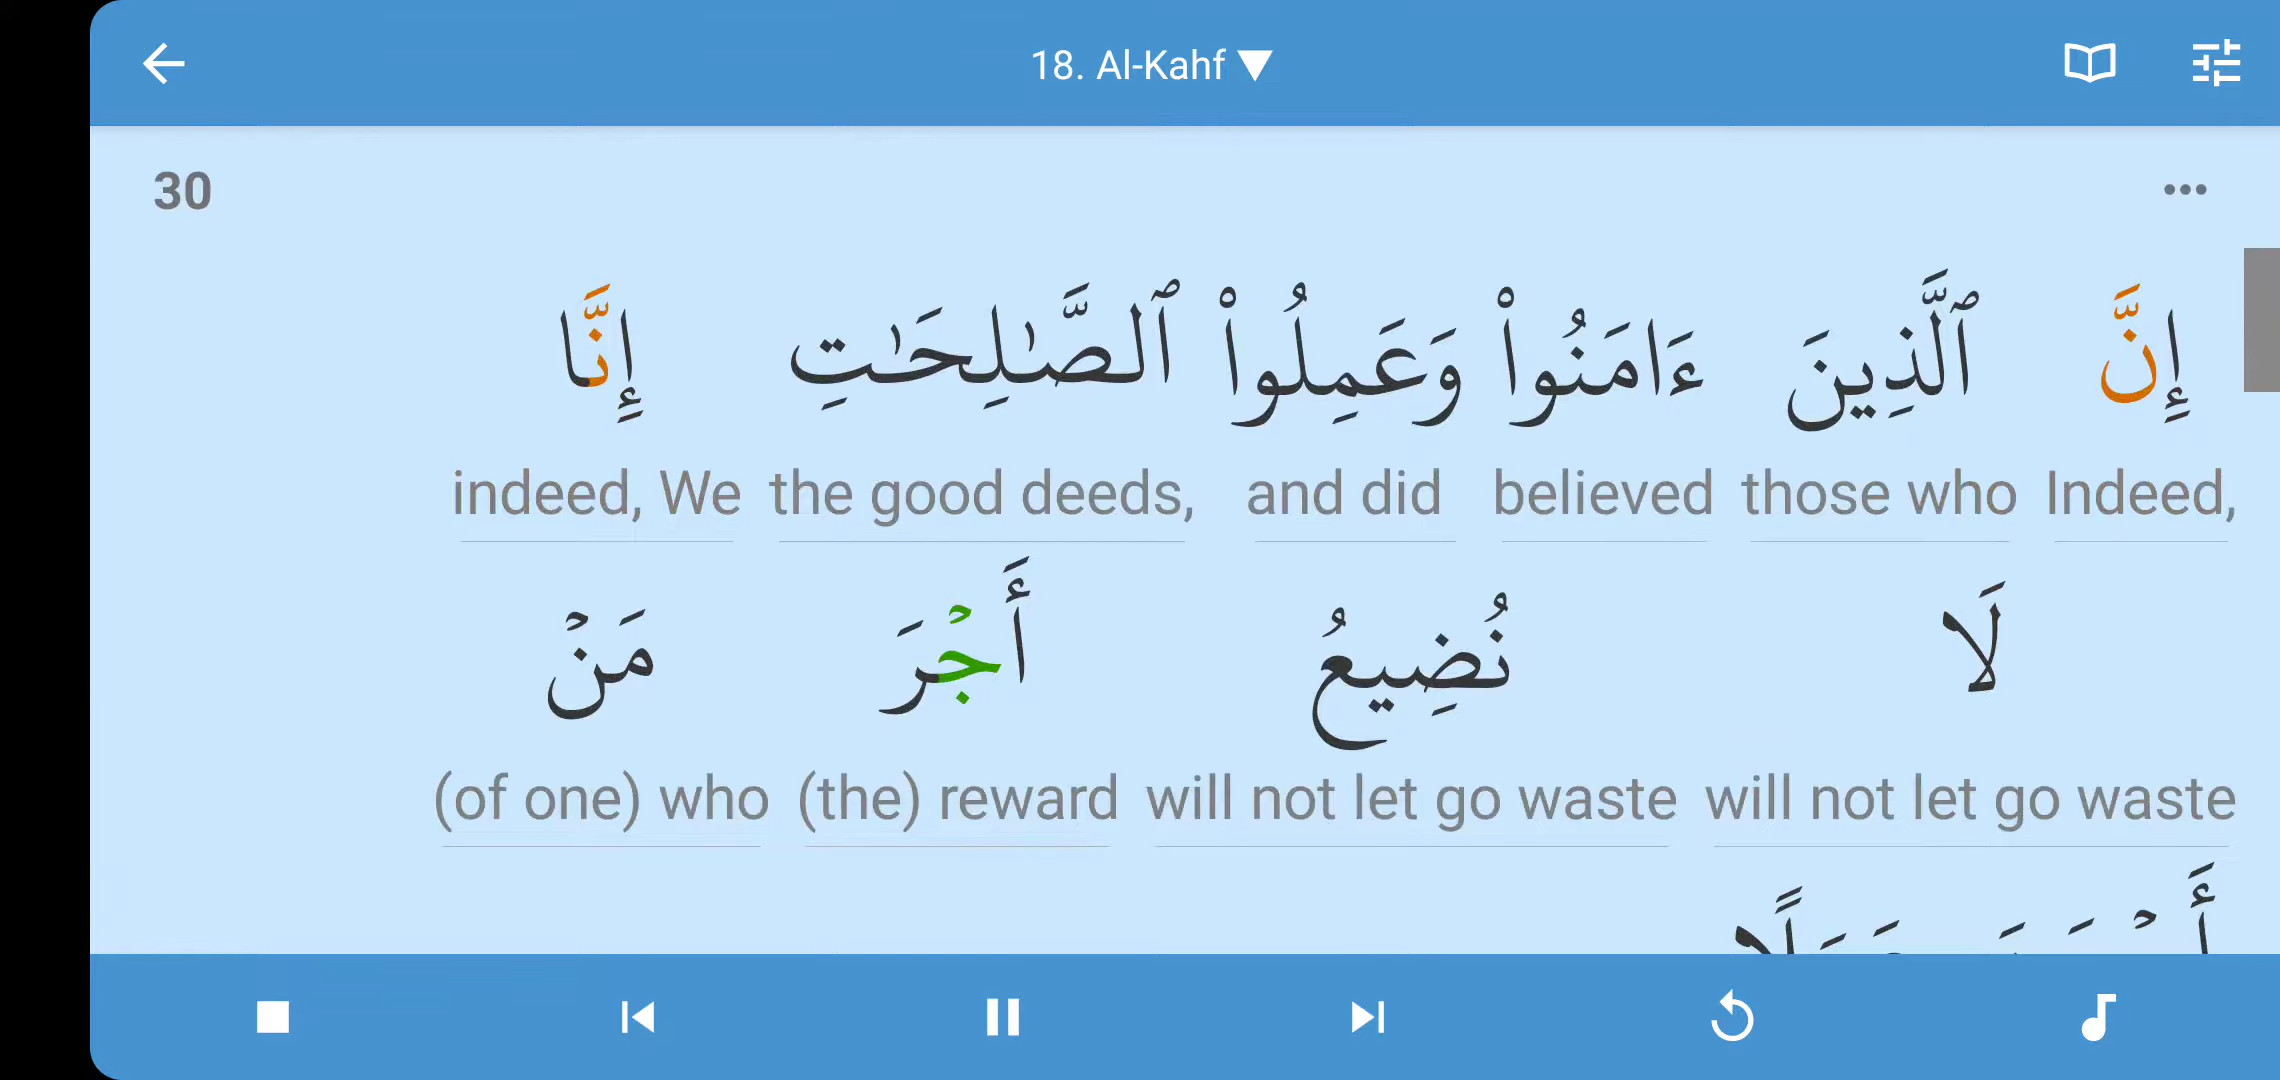 18. Al-Kahf ▼
30
إِنَّ ٱلَّذِينَ ءَامَنُوا۟ وَعَمِلُوا۟ ٱلصَّـٰلِحَـٰتِ إِنَّا
indeed, We the good deeds, and did believed those who Indeed,
لَا نُضِيعُ أَجْرَ مَنْ
(of one) who (the) reward will not let go waste will not let go waste